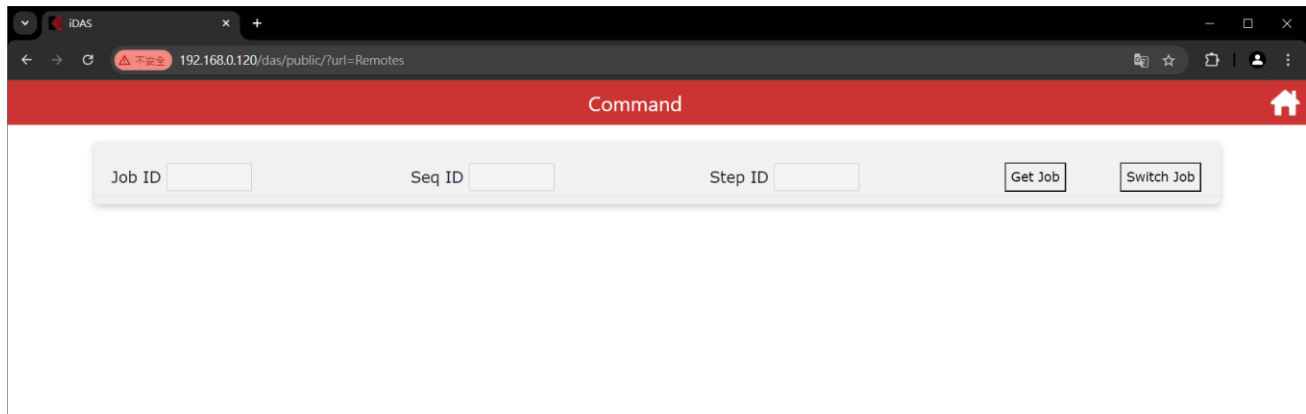 iDAS
不安全 192.168.0.120/das/public/?url=Remotes
Command
Job ID Seq ID Step ID Get Job Switch Job